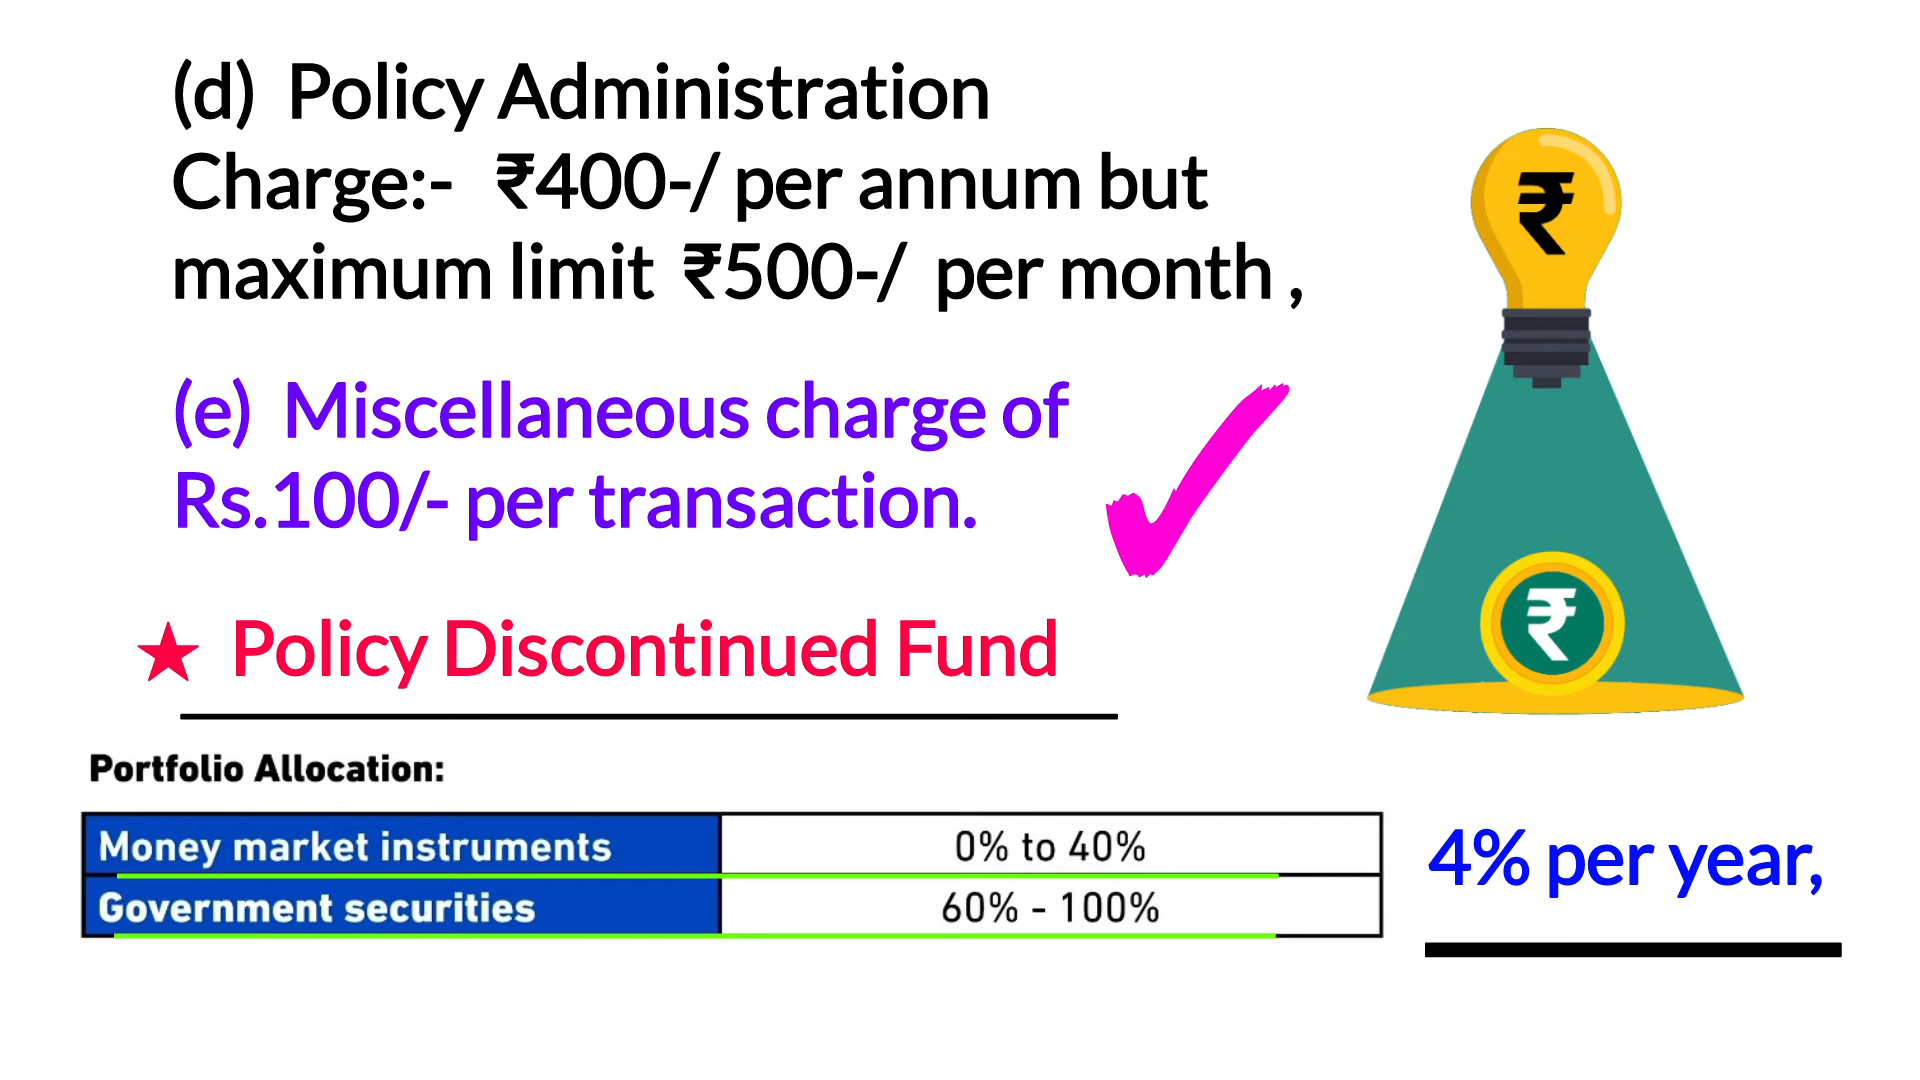 (d) Policy Administration
Charge:- ₹400-/ per annum but
maximum limit ₹500-/ per month ,
(e) Miscellaneous charge of
Rs.100/- per transaction.
★ Policy Discontinued Fund
Portfolio Allocation:
Money market instruments 0% to 40%
Government securities 60% - 100%
4% per year,
₹
₹